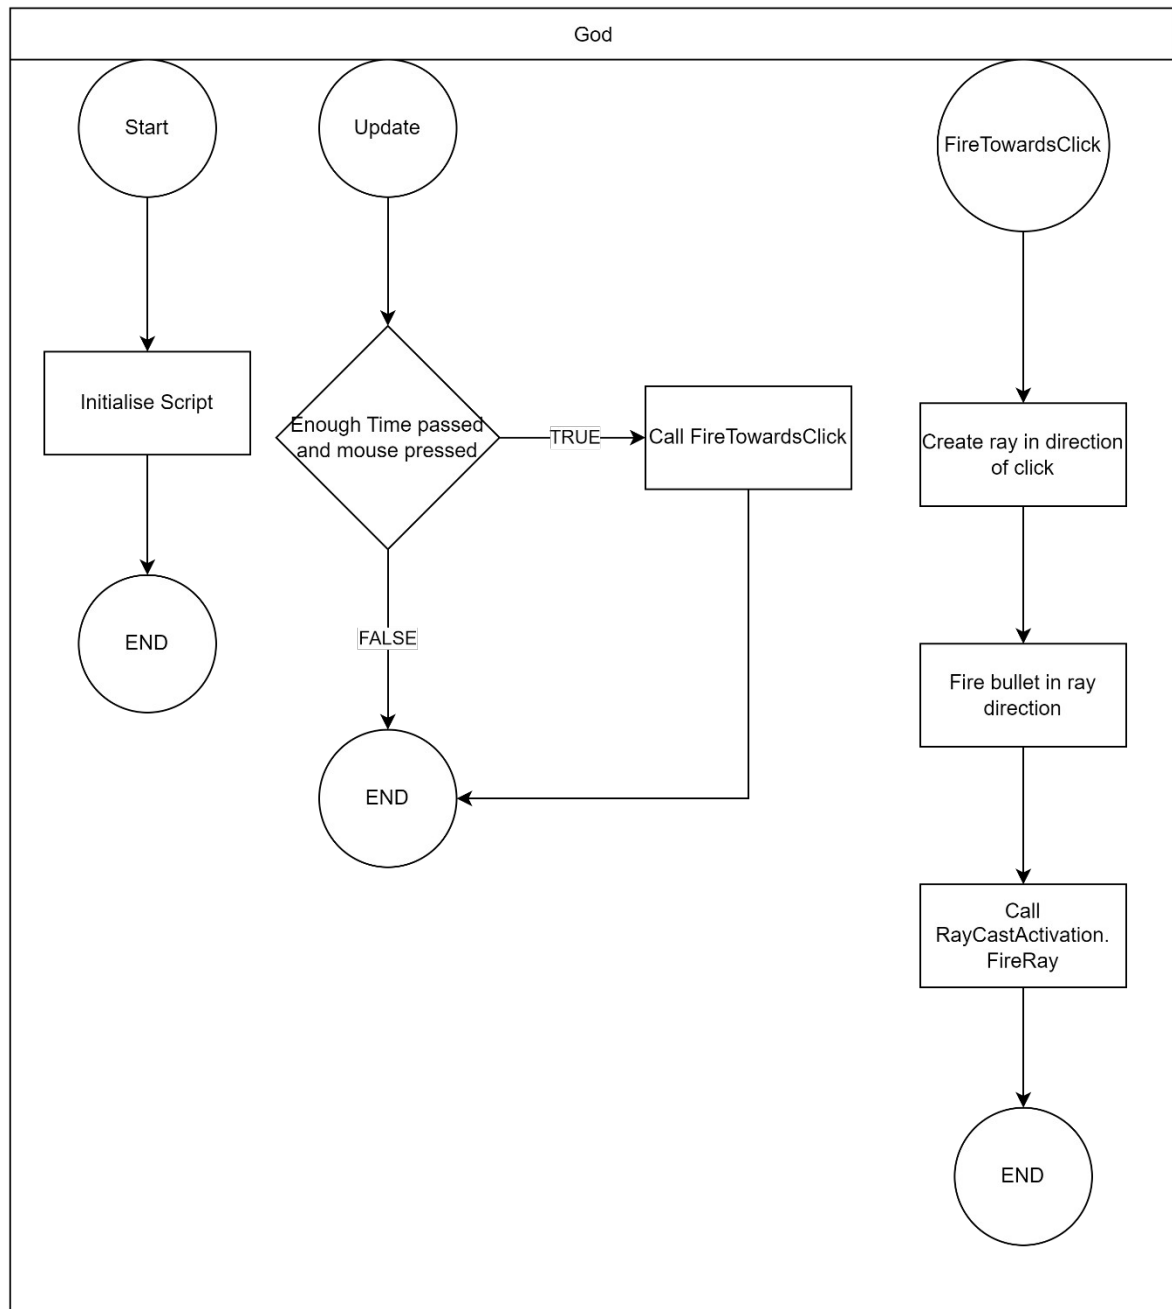 God
Start
Update
FireTowardsClick
Initialise Script
Enough Time passed
and mouse pressed
TRUE
Call FireTowardsClick
Create ray in direction
of click
END
FALSE
Fire bullet in ray
direction
END
Call
RayCastActivation.
FireRay
END